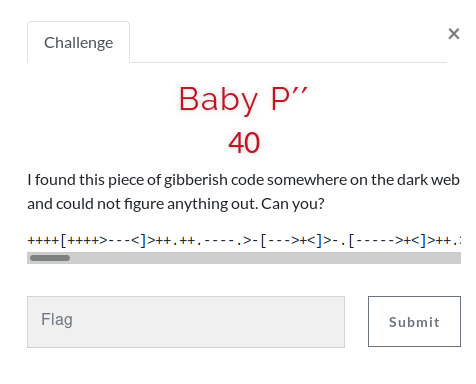 Challenge
×
Baby P′′
40
I found this piece of gibberish code somewhere on the dark web
and could not figure anything out. Can you?
++++[++++>---<]>++.++.----.>-[--->+<]>-.[----->+<]>++.>
Flag
Submit